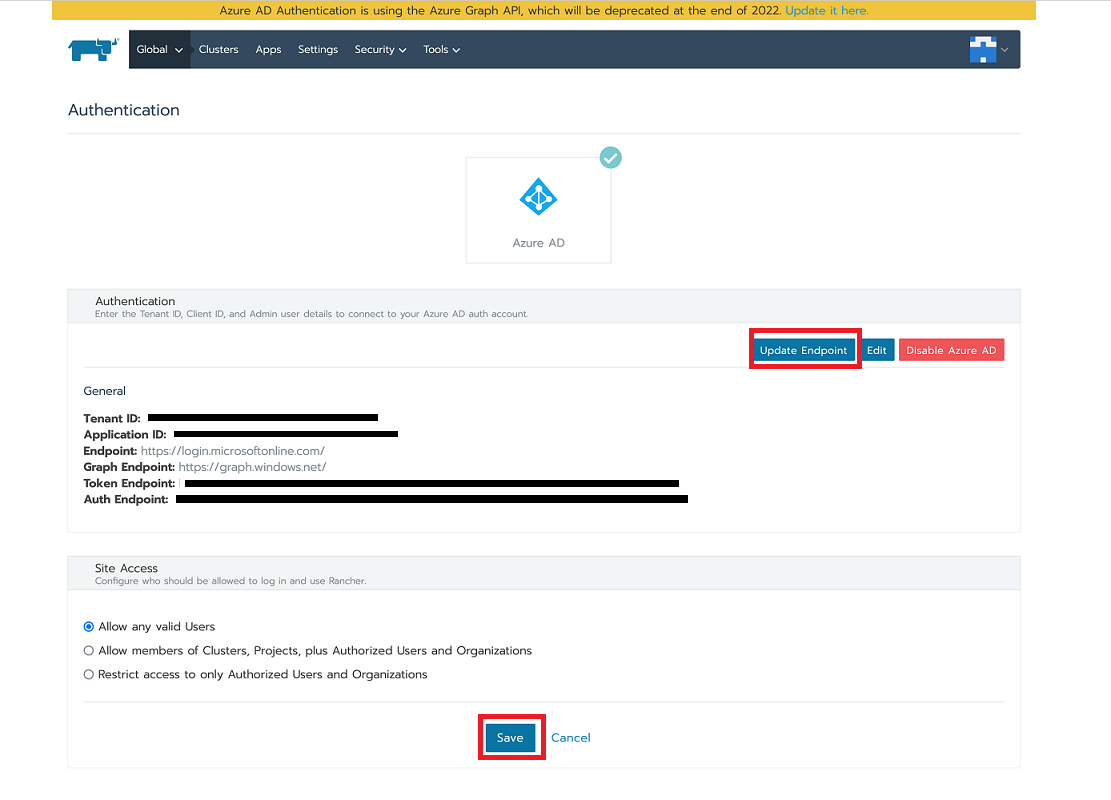 Azure AD Authentication is using the Azure Graph API, which will be deprecated at the end of 2022. Update it here.
Global Clusters Apps Settings Security Tools
Authentication
Azure AD
Authentication
Enter the Tenant ID, Client ID, and Admin user details to connect to your Azure AD auth account.
Update Endpoint Edit Disable Azure AD
General
Tenant ID:
Application ID:
Endpoint: https://login.microsoftonline.com/
Graph Endpoint: https://graph.windows.net/
Token Endpoint:
Auth Endpoint:
Site Access
Configure who should be allowed to log in and use Rancher.
Allow any valid Users
Allow members of Clusters, Projects, plus Authorized Users and Organizations
Restrict access to only Authorized Users and Organizations
Save Cancel